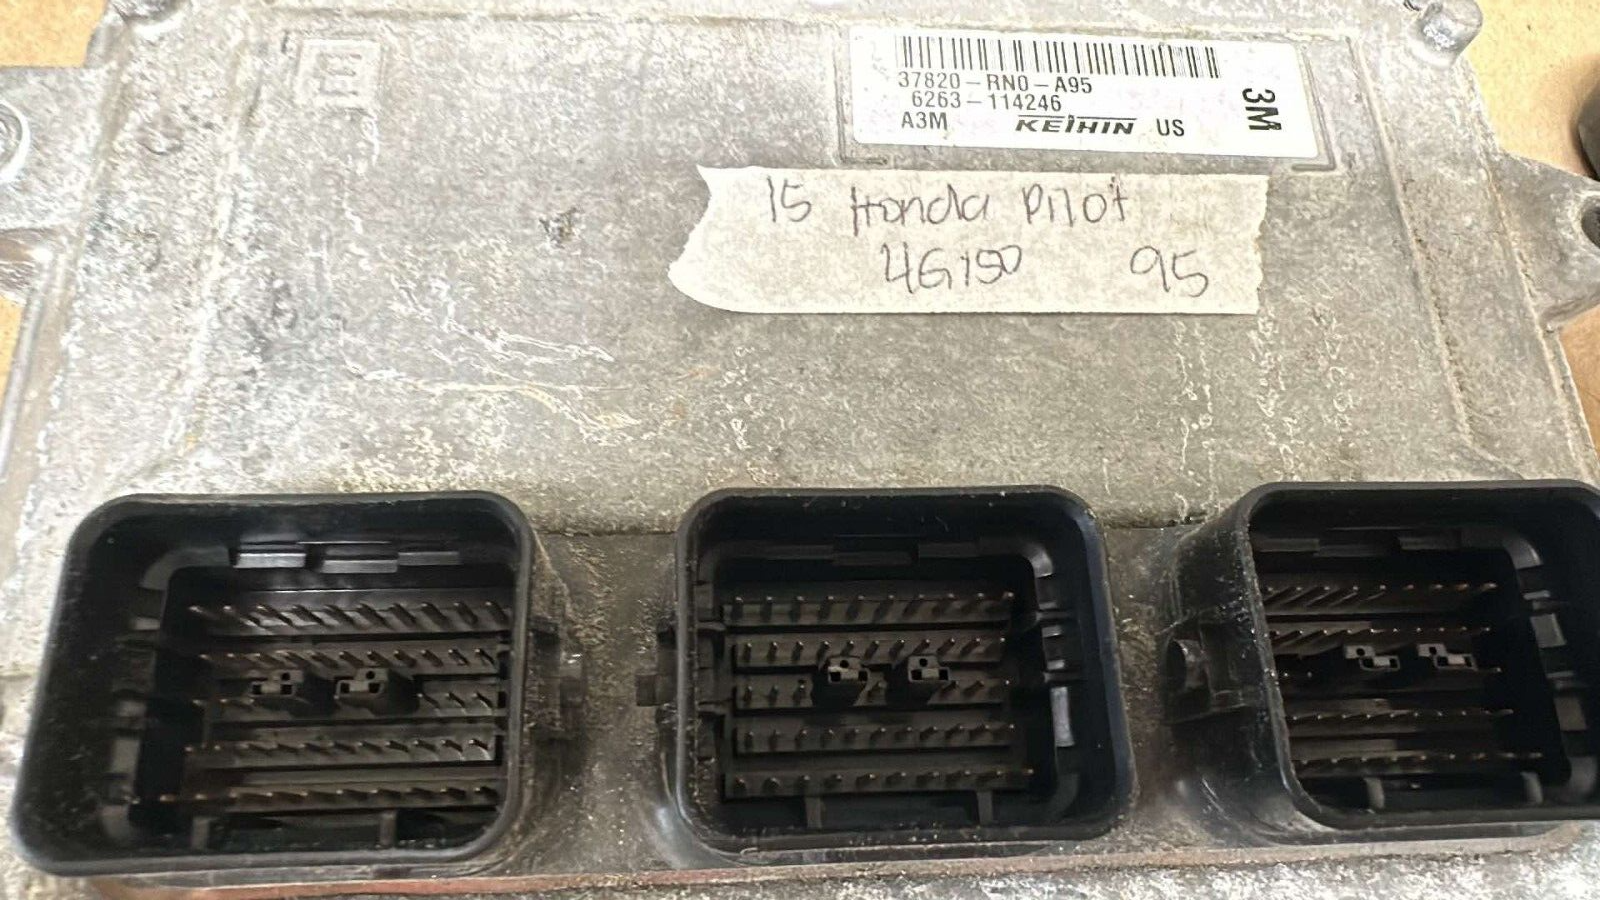 E
37820-RN0-A95
6263-114246
A3M KEIHIN US
3M
15 Honda Pilot
4G150 95